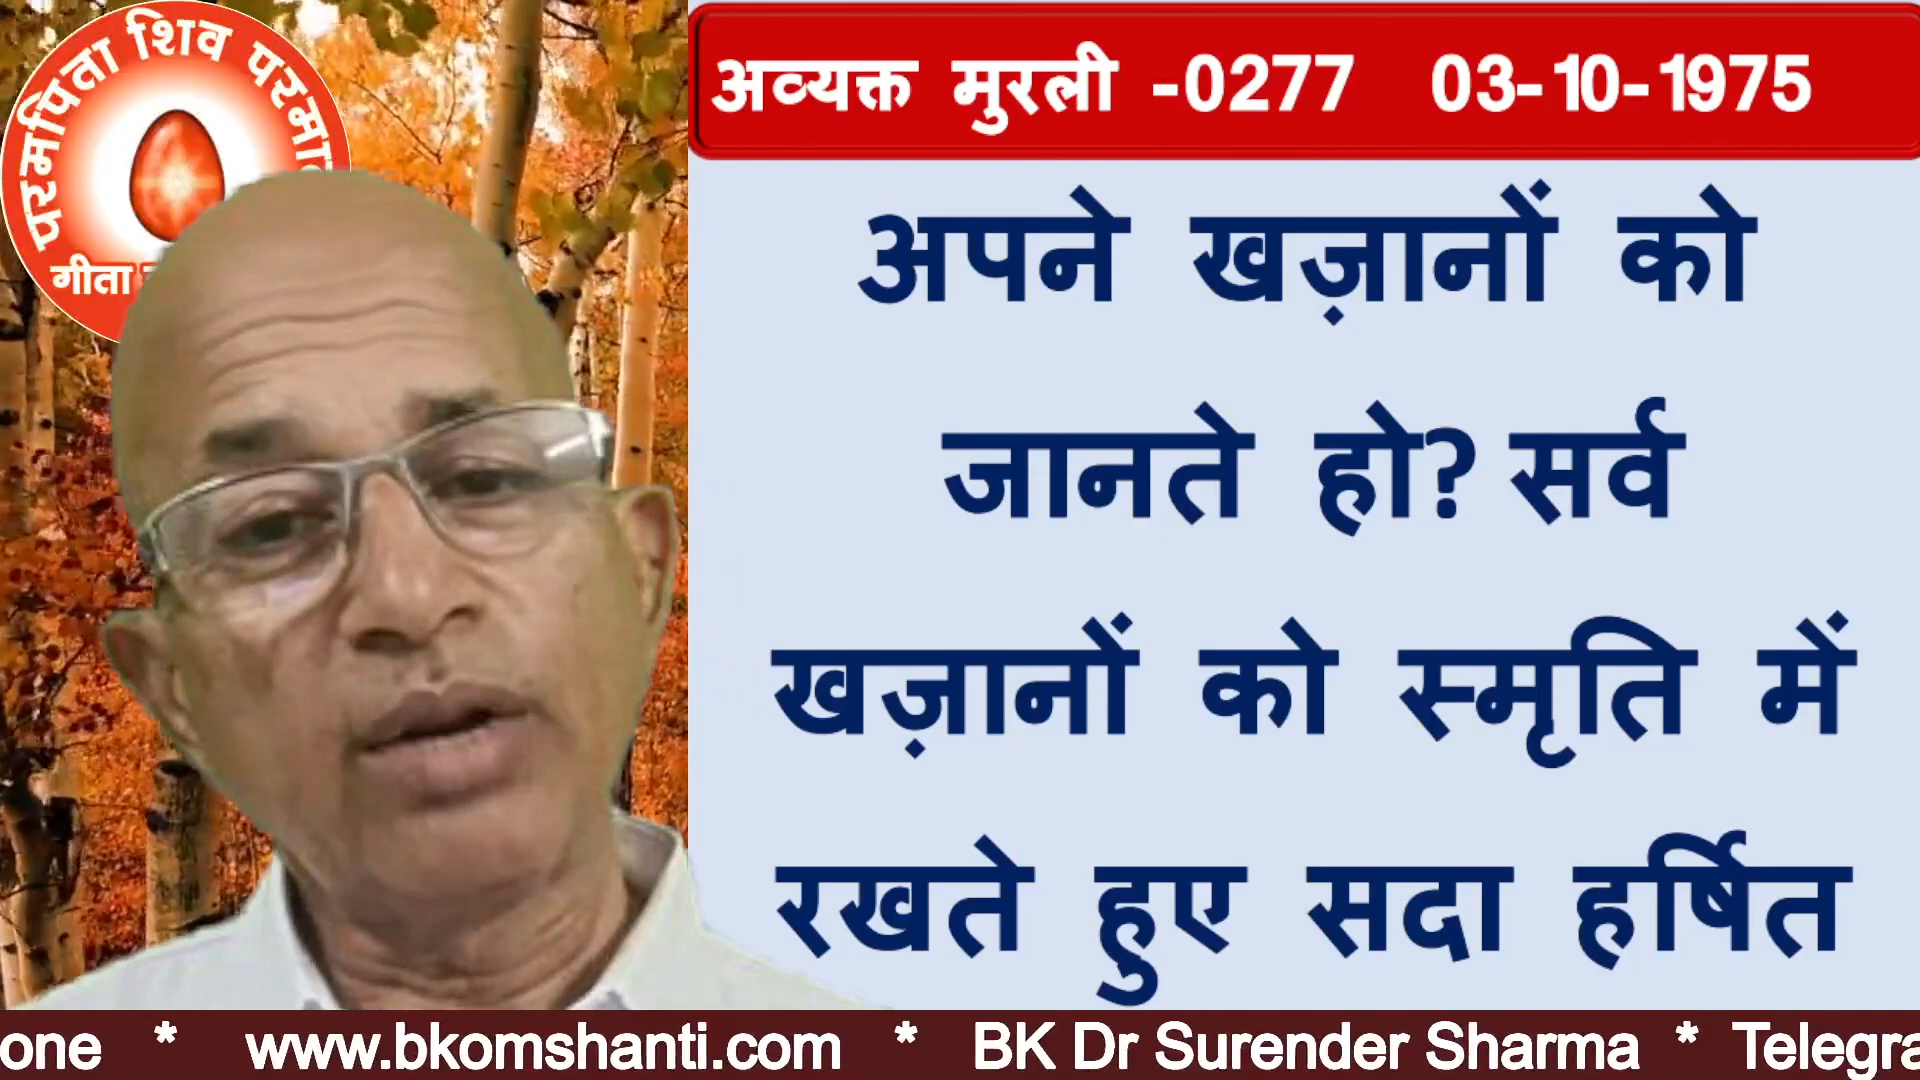 परमपिता शिव परमा
गीता
अव्यक्त मुरली -0277 03-10-1975
अपने खज़ानों को
जानते हो? सर्व
खज़ानों को स्मृति में
रखते हुए सदा हर्षित
one * www.bkomshanti.com * BK Dr Surender Sharma * Telegra